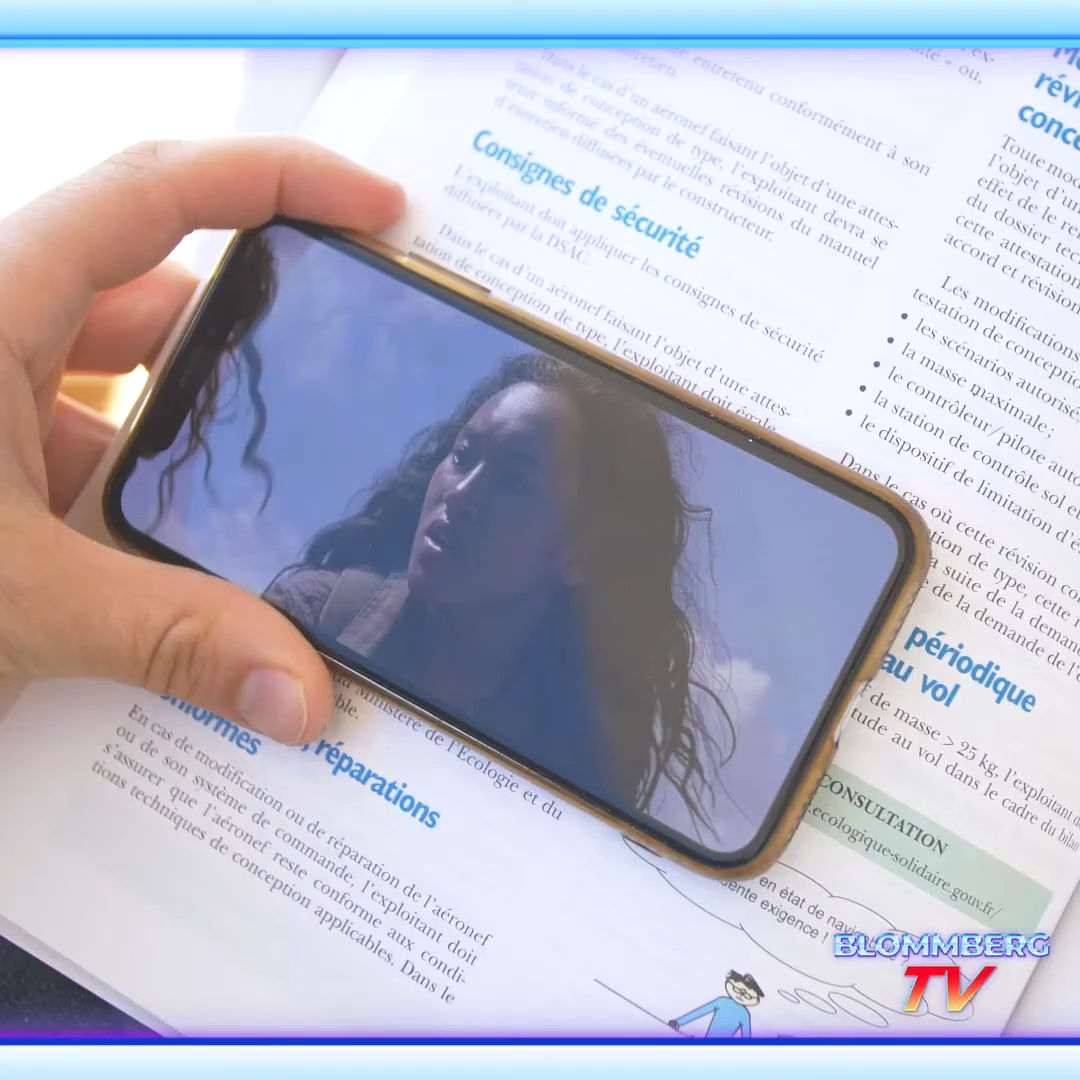 entretenu conformément à son
entretien.
Dans le cas d'un aéronef faisant l'objet d'une attes-
tation de conception de type, l'exploitant devra se
tenir informé des éventuelles révisions du manuel
d'entretien diffusées par le constructeur.
Consignes de sécurité
L'exploitant doit appliquer les consignes de sécurité
diffusées par la DSAC.
Dans le cas d'un aéronef faisant l'objet d'une attes-
tation de conception de type, l'exploitant doit égale-
du Ministère de l'Ecologie et du
réparations
En cas de modification ou de réparation de l'aéronef
ou de son système de commande, l'exploitant doit
s'assurer que l'aéronef reste conforme aux condi-
tions techniques de conception applicables. Dans le
ou,
Toute mod
l'objet d'un
effet de le re
du dossier tec
cette attestation
accord et révision
Les modifications
testation de conceptio
• les scénarios autorisé
• la masse maximale ;
• le contrôleur/pilote auto
• la station de contrôle sol e
• le dispositif de limitation d'é
Dans le cas où cette révision co
tion de type, cette r
a suite de la deman
e de la demande de l'
périodique
au vol
de masse > 25 kg, l'exploitant d
tude au vol dans le cadre du bilan
CONSULTATION
.ecologique-solidaire.gouv.fr/
en état de
exigence !
BLOMMBERG
TV